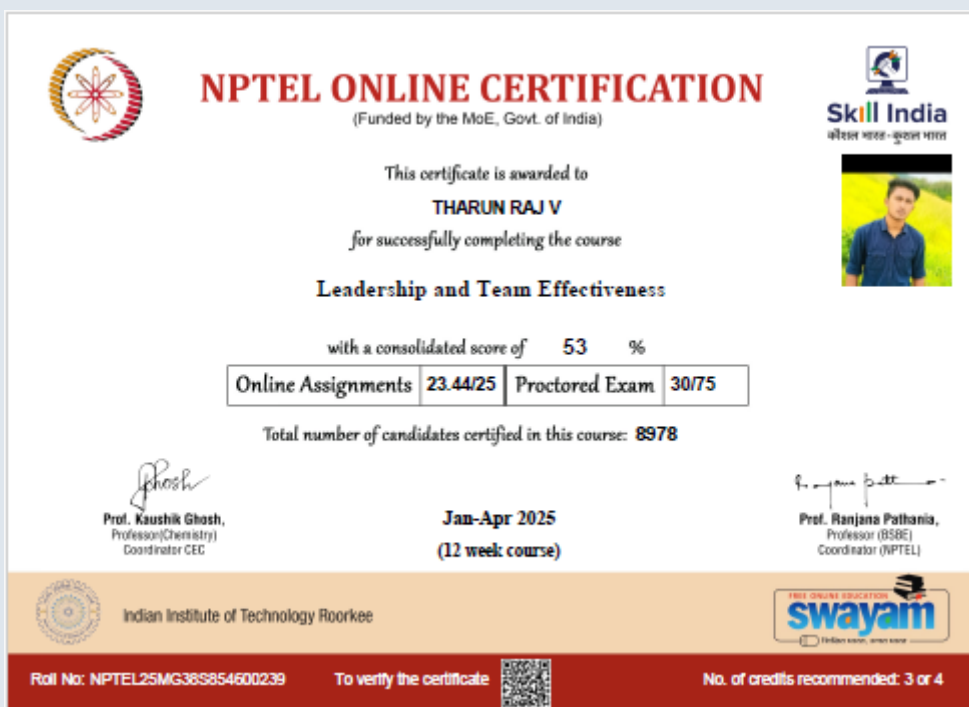 NPTEL ONLINE CERTIFICATION
(Funded by the MoE, Govt. of India)
Skill India
कौशल भारत-कुशल भारत
This certificate is awarded to
THARUN RAJ V
for successfully completing the course
Leadership and Team Effectiveness
with a consolidated score of 53 %
Online Assignments 23.44/25 Proctored Exam 30/75
Total number of candidates certified in this course: 8978
Prof. Kaushik Ghosh,
Professor(Chemistry)
Coordinator CEC
Jan-Apr 2025
(12 week course)
Prof. Ranjana Pathania,
Professor (BSBE)
Coordinator (NPTEL)
Indian Institute of Technology Roorkee
FREE ONLINE EDUCATION
swayam
Roll No: NPTEL25MG38S854600239
To verify the certificate
No. of credits recommended: 3 or 4